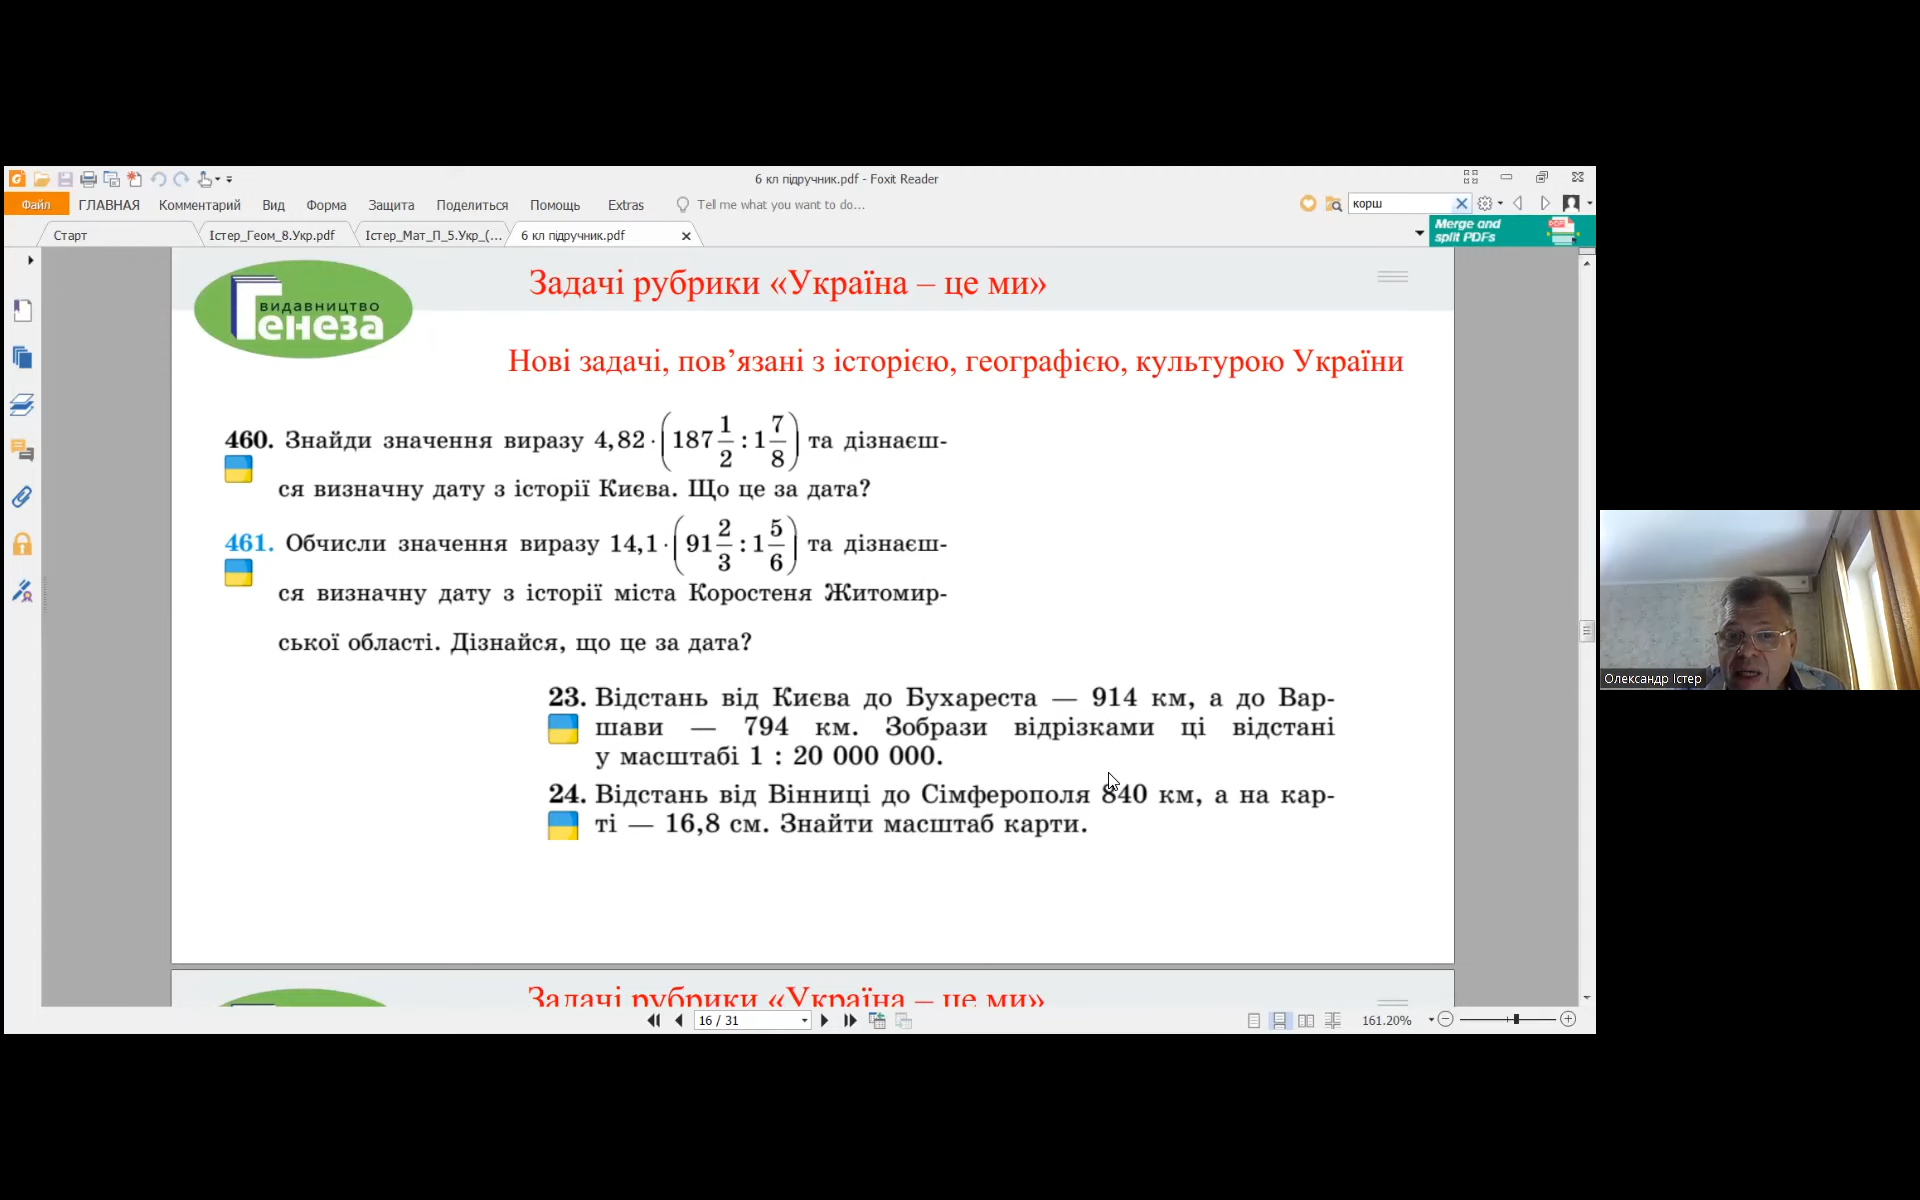 6 кл підручник.pdf - Foxit Reader
Файл ГЛАВНАЯ Комментарий Вид Форма Защита Поделиться Помощь Extras Tell me what you want to do... корш
Merge and
split PDFs
Старт Істер_Геом_8.Укр.pdf Істер_Мат_П_5.Укр_(... 6 кл підручник.pdf
видавництво
Генеза
Задачі рубрики «Україна – це ми»
Нові задачі, пов’язані з історією, географією, культурою України
460. Знайди значення виразу 4,82 · (187 1/2 : 1 7/8) та дізнаєш-
ся визначну дату з історії Києва. Що це за дата?
461. Обчисли значення виразу 14,1 · (91 2/3 : 1 5/6) та дізнаєш-
ся визначну дату з історії міста Коростеня Житомир-
ської області. Дізнайся, що це за дата?
23. Відстань від Києва до Бухареста — 914 км, а до Вар-
шави — 794 км. Зобрази відрізками ці відстані
у масштабі 1 : 20 000 000.
24. Відстань від Вінниці до Сімферополя 840 км, а на кар-
ті — 16,8 см. Знайти масштаб карти.
Задачі рубрики «Україна – це ми»
16 / 31 161.20%
Олександр Істер